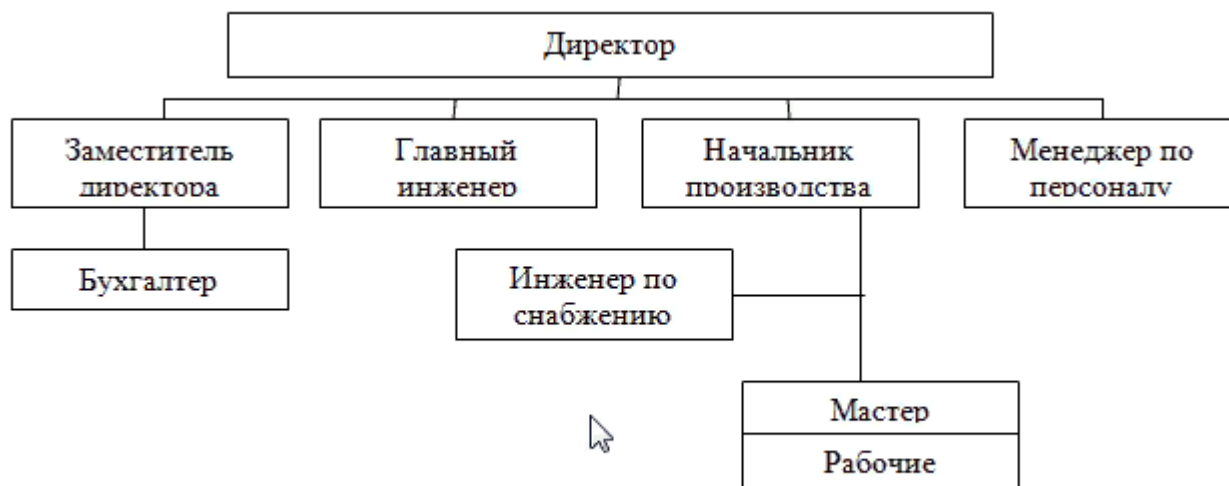 Директор
Заместитель
директора
Главный
инженер
Начальник
производства
Менеджер по
персоналу
Бухгалтер
Инженер по
снабжению
Мастер
Рабочие